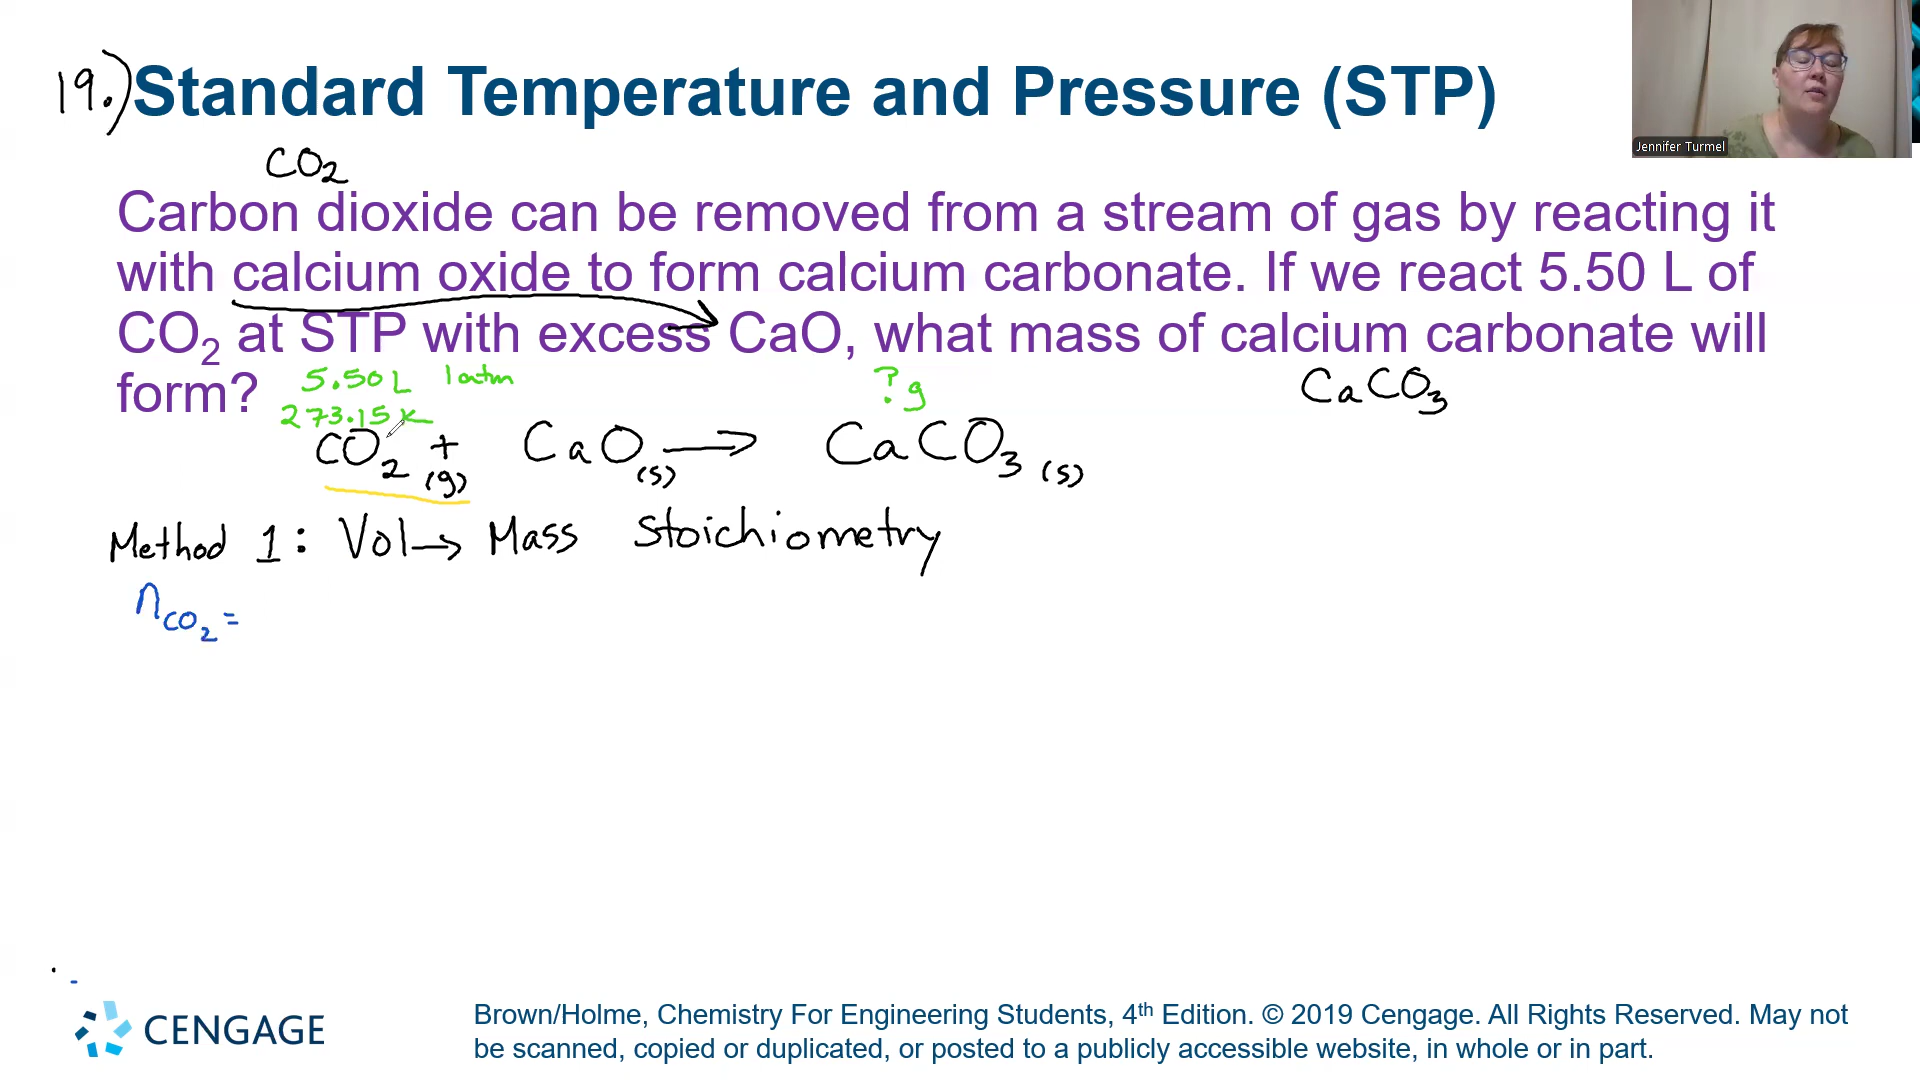 19.) Standard Temperature and Pressure (STP)
Jennifer Turmel
CO₂
Carbon dioxide can be removed from a stream of gas by reacting it
with calcium oxide to form calcium carbonate. If we react 5.50 L of
CO₂ at STP with excess CaO, what mass of calcium carbonate will
form?
5.50 L 1 atm ? g CaCO₃
273.15 K
CO₂ (g) + CaO (s) → CaCO₃ (s)
Method 1: Vol → Mass Stoichiometry
n CO₂ =
CENGAGE
Brown/Holme, Chemistry For Engineering Students, 4th Edition. © 2019 Cengage. All Rights Reserved. May not
be scanned, copied or duplicated, or posted to a publicly accessible website, in whole or in part.